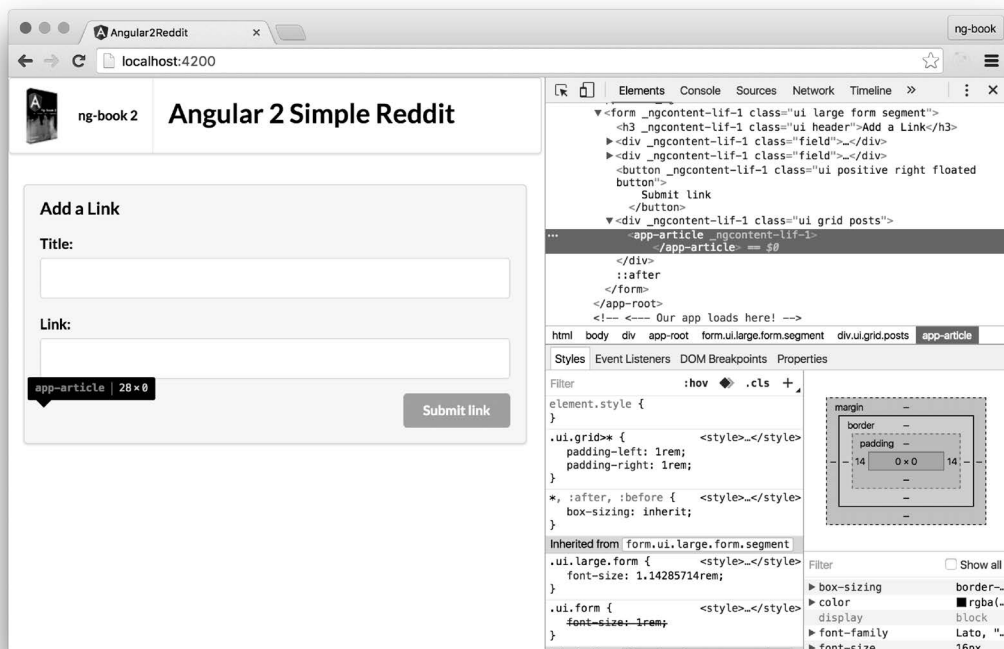 Angular2Reddit ×
ng-book
localhost:4200
A
ng-book 2
Angular 2 Simple Reddit
Add a Link
Title:
Link:
app-article | 28 × 0
Submit link
Elements Console Sources Network Timeline » ⋮ ×
▼<form _ngcontent-lif-1 class="ui large form segment">
<h3 _ngcontent-lif-1 class="ui header">Add a Link</h3>
▶<div _ngcontent-lif-1 class="field">…</div>
▶<div _ngcontent-lif-1 class="field">…</div>
<button _ngcontent-lif-1 class="ui positive right floated
button">
Submit link
</button>
▼<div _ngcontent-lif-1 class="ui grid posts">
… <app-article _ngcontent-lif-1>
</app-article> == $0
</div>
::after
</form>
</app-root>
<!-- <--- Our app loads here! -->
html body div app-root form.ui.large.form.segment div.ui.grid.posts app-article
Styles Event Listeners DOM Breakpoints Properties
Filter :hov .cls +
element.style {
}
.ui.grid>* { <style>…</style>
padding-left: 1rem;
padding-right: 1rem;
}
*, :after, :before { <style>…</style>
box-sizing: inherit;
}
Inherited from form.ui.large.form.segment
.ui.large.form { <style>…</style>
font-size: 1.14285714rem;
}
.ui.form { <style>…</style>
font-size: 1rem;
}
margin –
border –
padding –
– – 14 0 × 0 14 – –
–
–
–
Filter Show all
▶box-sizing border-…
▶color rgba(…
display block
▶font-family Lato, "…
▶font-size 16px